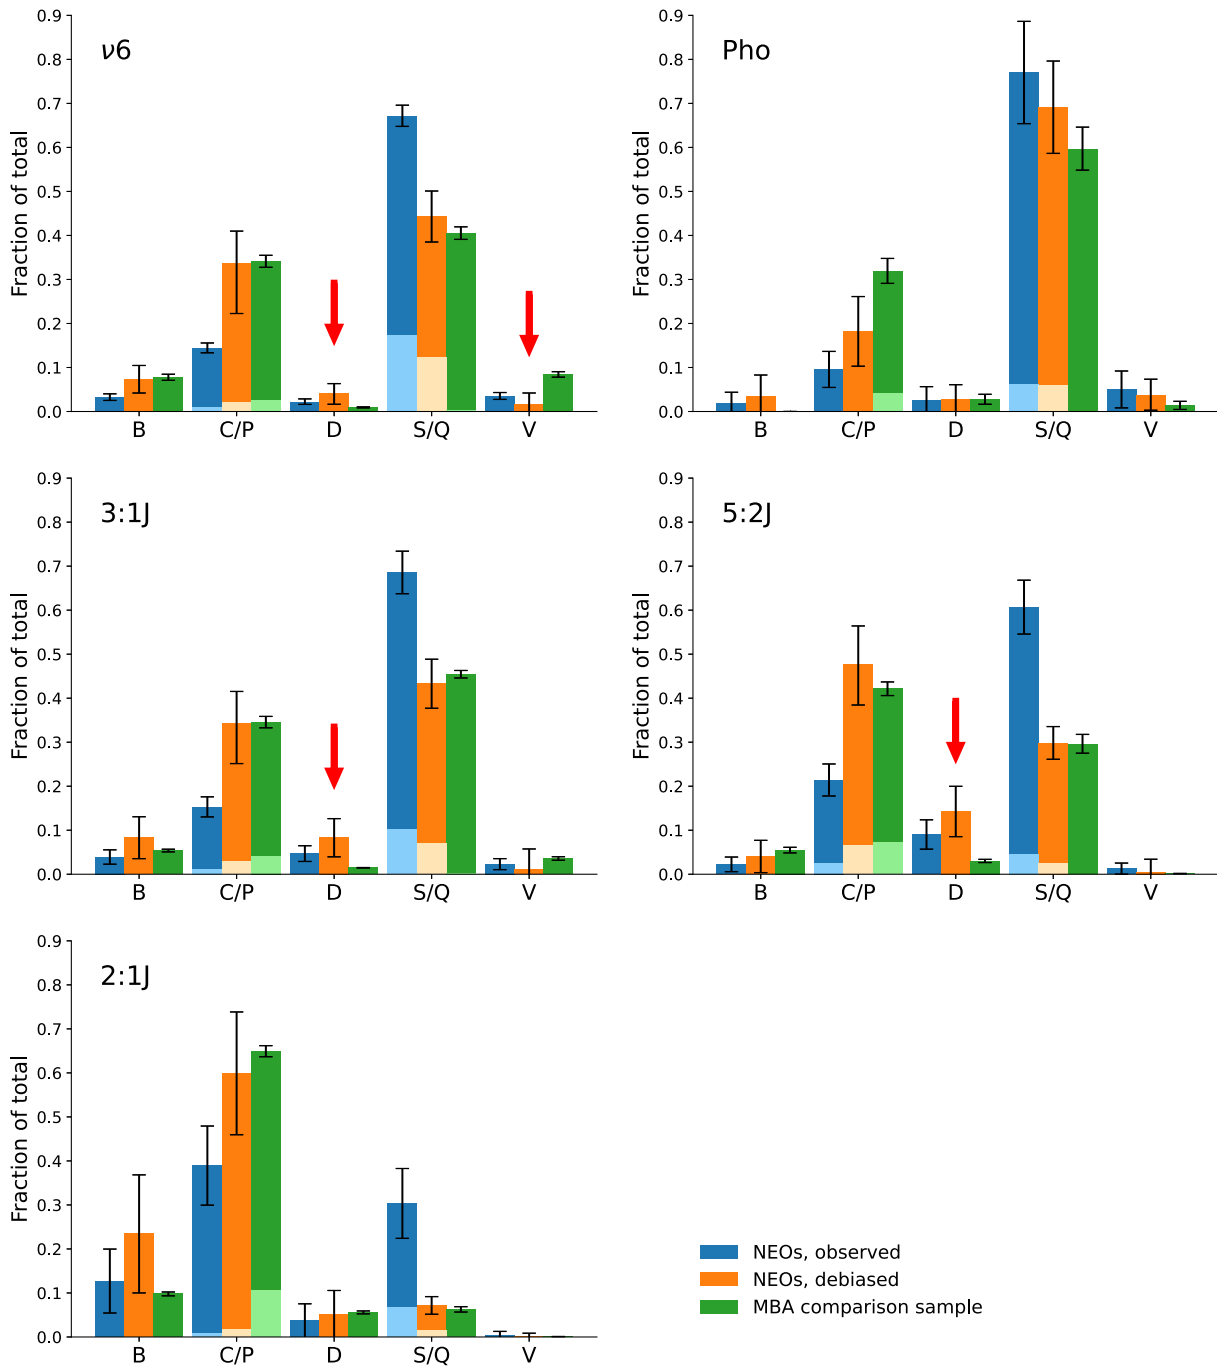 ν6
Fraction of total
0.9
0.8
0.7
0.6
0.5
0.4
0.3
0.2
0.1
0.0
B C/P D S/Q V
Pho
Fraction of total
0.9
0.8
0.7
0.6
0.5
0.4
0.3
0.2
0.1
0.0
B C/P D S/Q V
3:1J
Fraction of total
0.9
0.8
0.7
0.6
0.5
0.4
0.3
0.2
0.1
0.0
B C/P D S/Q V
5:2J
Fraction of total
0.9
0.8
0.7
0.6
0.5
0.4
0.3
0.2
0.1
0.0
B C/P D S/Q V
2:1J
Fraction of total
0.9
0.8
0.7
0.6
0.5
0.4
0.3
0.2
0.1
0.0
B C/P D S/Q V
NEOs, observed
NEOs, debiased
MBA comparison sample